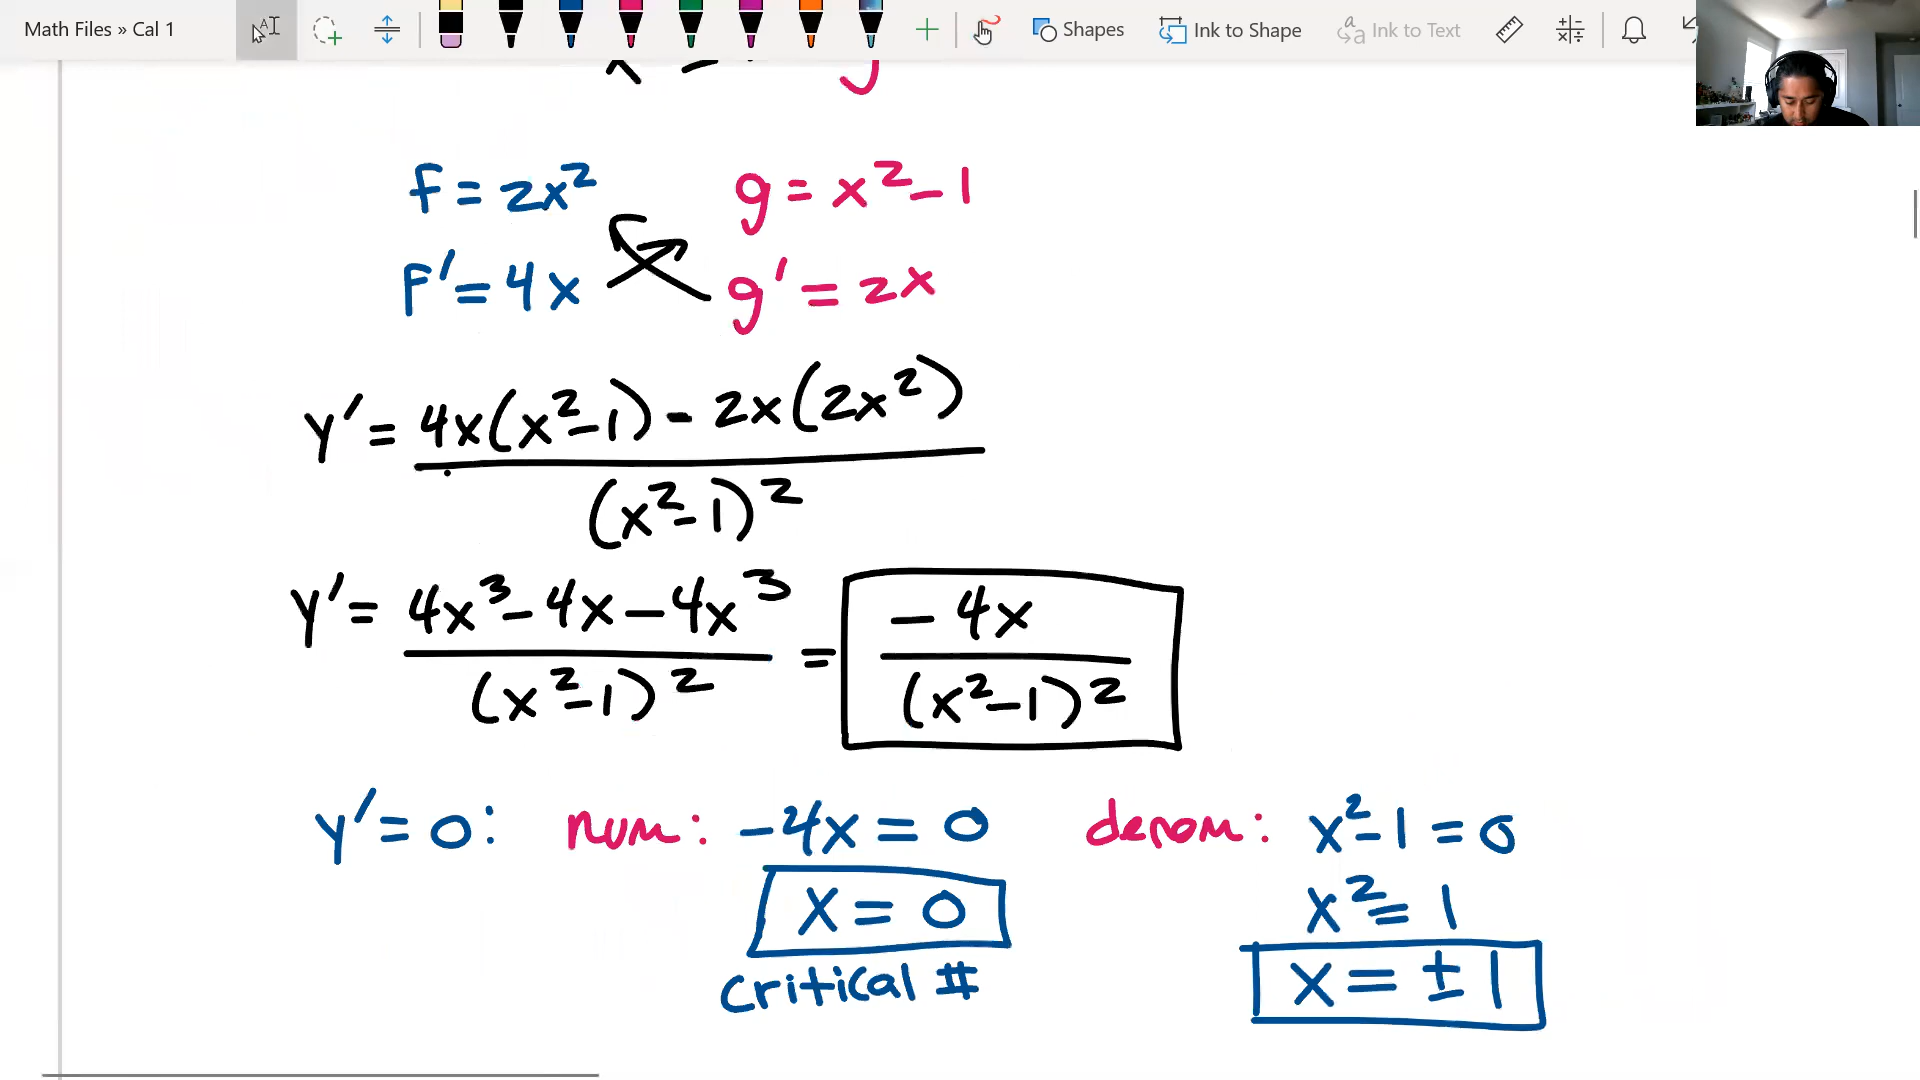 Math Files » Cal 1
Shapes
Ink to Shape
Ink to Text
f = 2x² g = x² - 1
f' = 4x g' = 2x
y' = 4x(x²-1) - 2x(2x²)
(x²-1)²
y' = 4x³ - 4x - 4x³ = -4x
(x²-1)² (x²-1)²
y' = 0: num: -4x = 0 denom: x²-1 = 0
x = 0 x² = 1
critical # x = ± 1